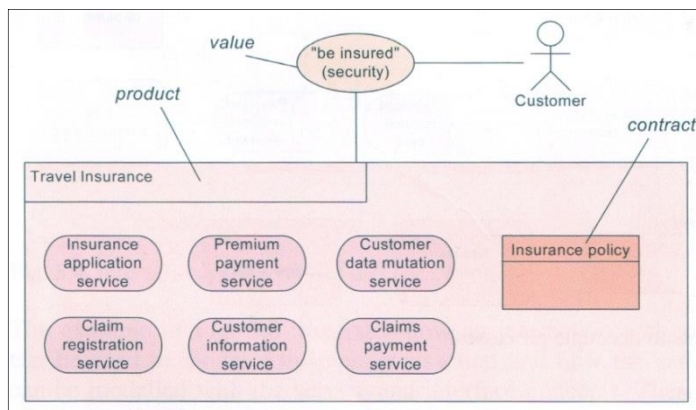 value
"be insured"
(security)
Customer
product
contract
Travel Insurance
Insurance
application
service
Premium
payment
service
Customer
data mutation
service
Insurance policy
Claim
registration
service
Customer
information
service
Claims
payment
service